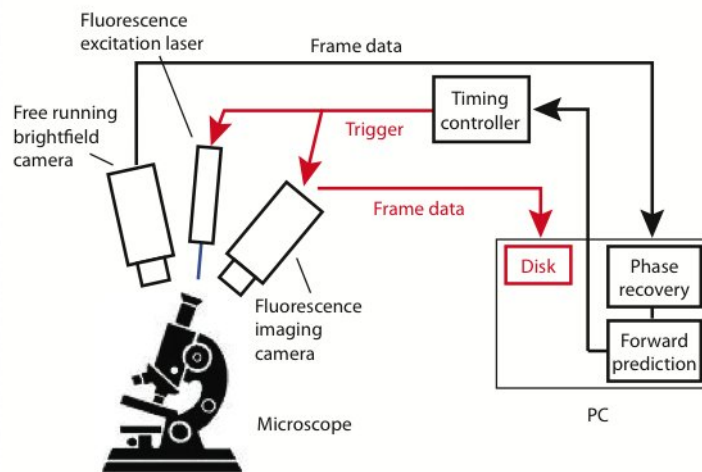 Fluorescence
excitation laser
Frame data
Free running
brightfield
camera
Timing
controller
Trigger
Frame data
Disk
Phase
recovery
Fluorescence
imaging
camera
Forward
prediction
Microscope
PC